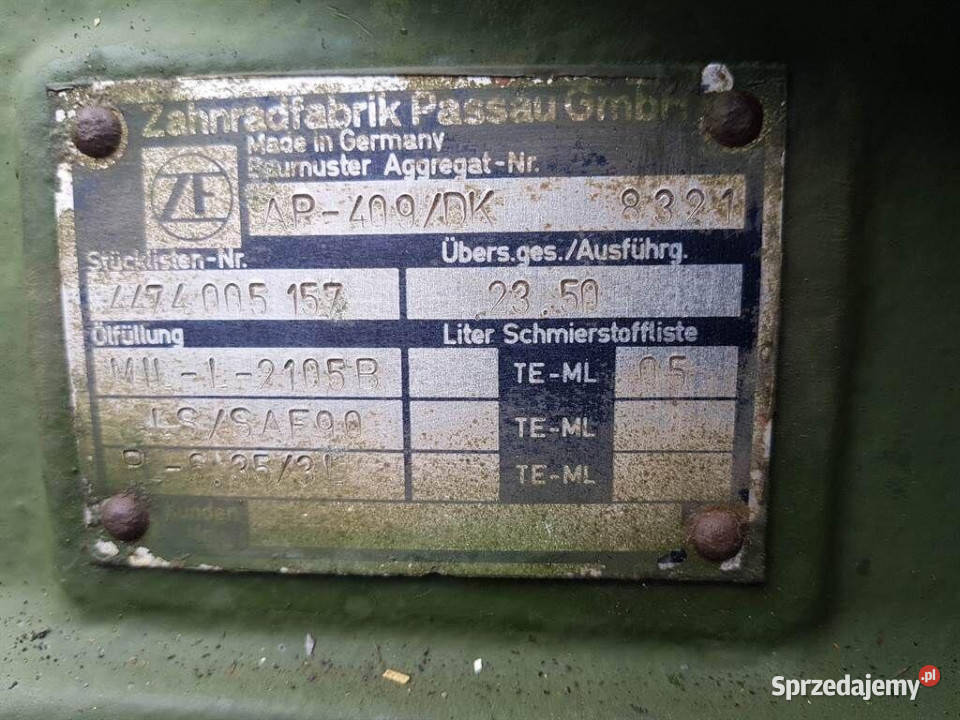 Zahnradfabrik Passau GmbH
Made in Germany
Baumuster Aggregat-Nr.
ZF
AP-409/DK 8321
Stücklisten-Nr. Übers.ges./Ausführg.
4474 005 157 23.50
Ölfüllung Liter Schmierstoffliste
MIL-L-2105B TE-ML 05
LS/SAE90 TE-ML
TE-ML
Kunden
Sprzedajemy.pl